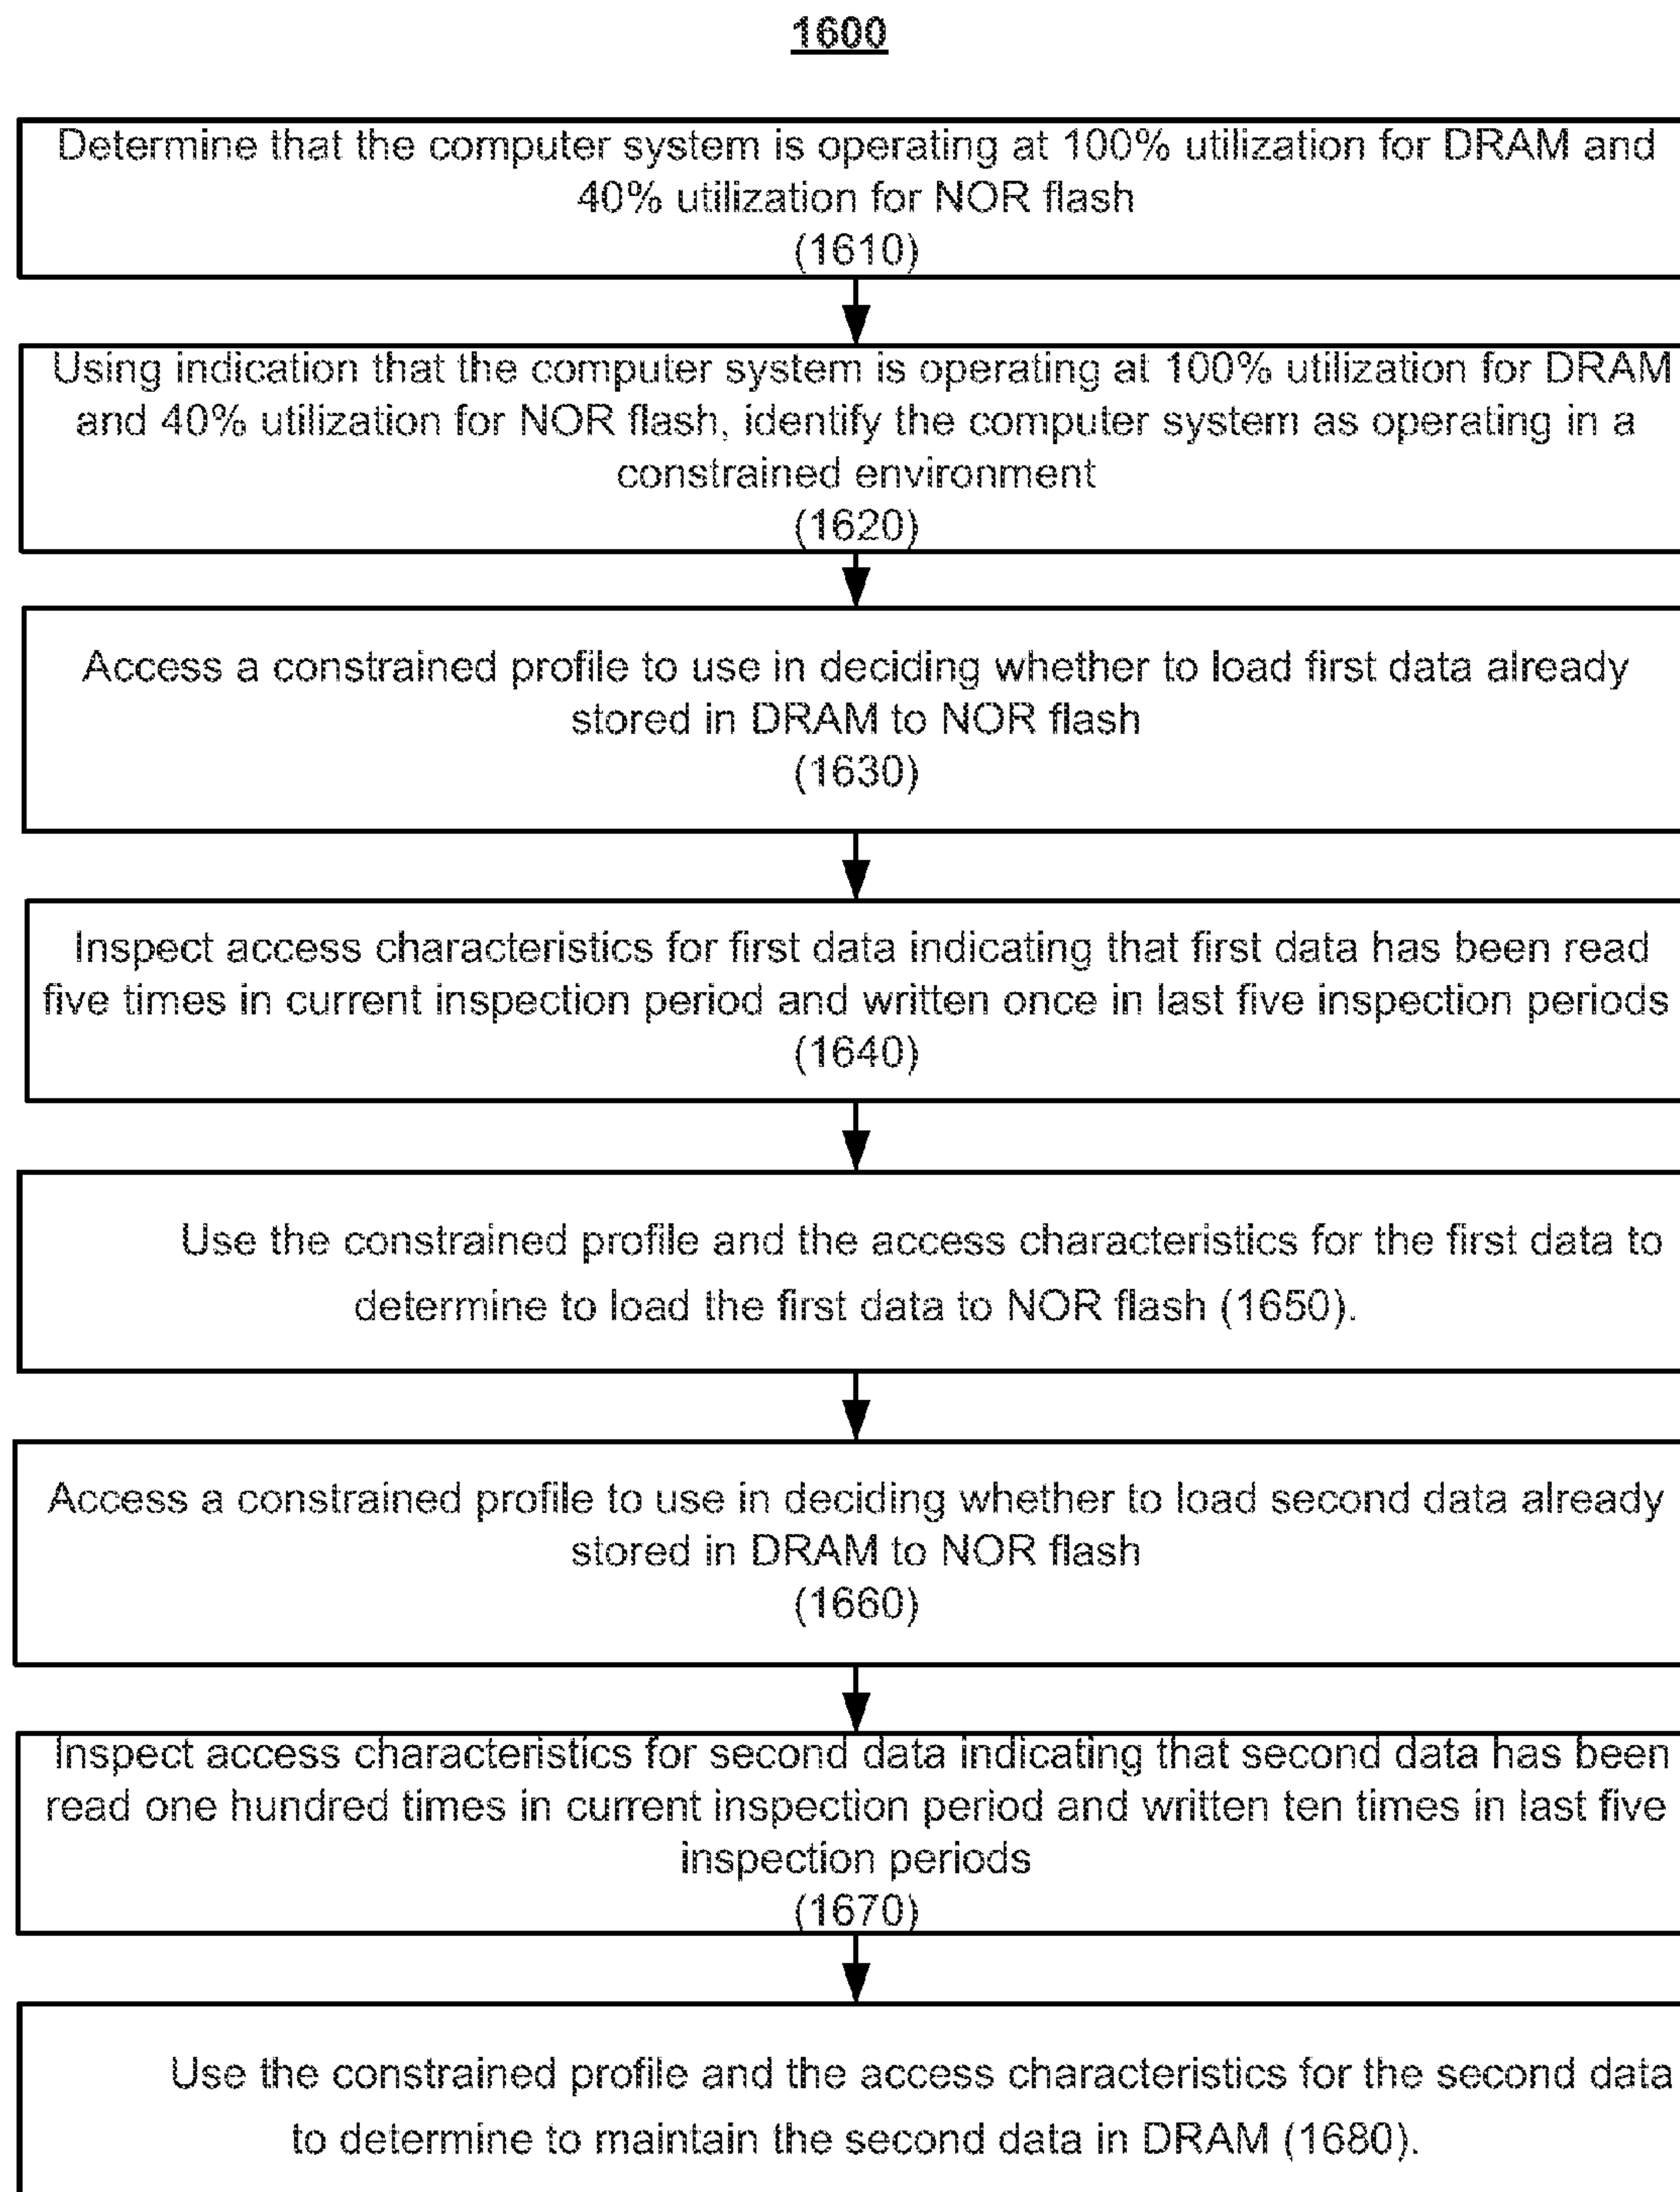 1600
Determine that the computer system is operating at 100% utilization for DRAM and
40% utilization for NOR flash
(1610)
Using indication that the computer system is operating at 100% utilization for DRAM
and 40% utilization for NOR flash, identify the computer system as operating in a
constrained environment
(1620)
Access a constrained profile to use in deciding whether to load first data already
stored in DRAM to NOR flash
(1630)
Inspect access characteristics for first data indicating that first data has been read
five times in current inspection period and written once in last five inspection periods
(1640)
Use the constrained profile and the access characteristics for the first data to
determine to load the first data to NOR flash (1650).
Access a constrained profile to use in deciding whether to load second data already
stored in DRAM to NOR flash
(1660)
Inspect access characteristics for second data indicating that second data has been
read one hundred times in current inspection period and written ten times in last five
inspection periods
(1670)
Use the constrained profile and the access characteristics for the second data
to determine to maintain the second data in DRAM (1680).